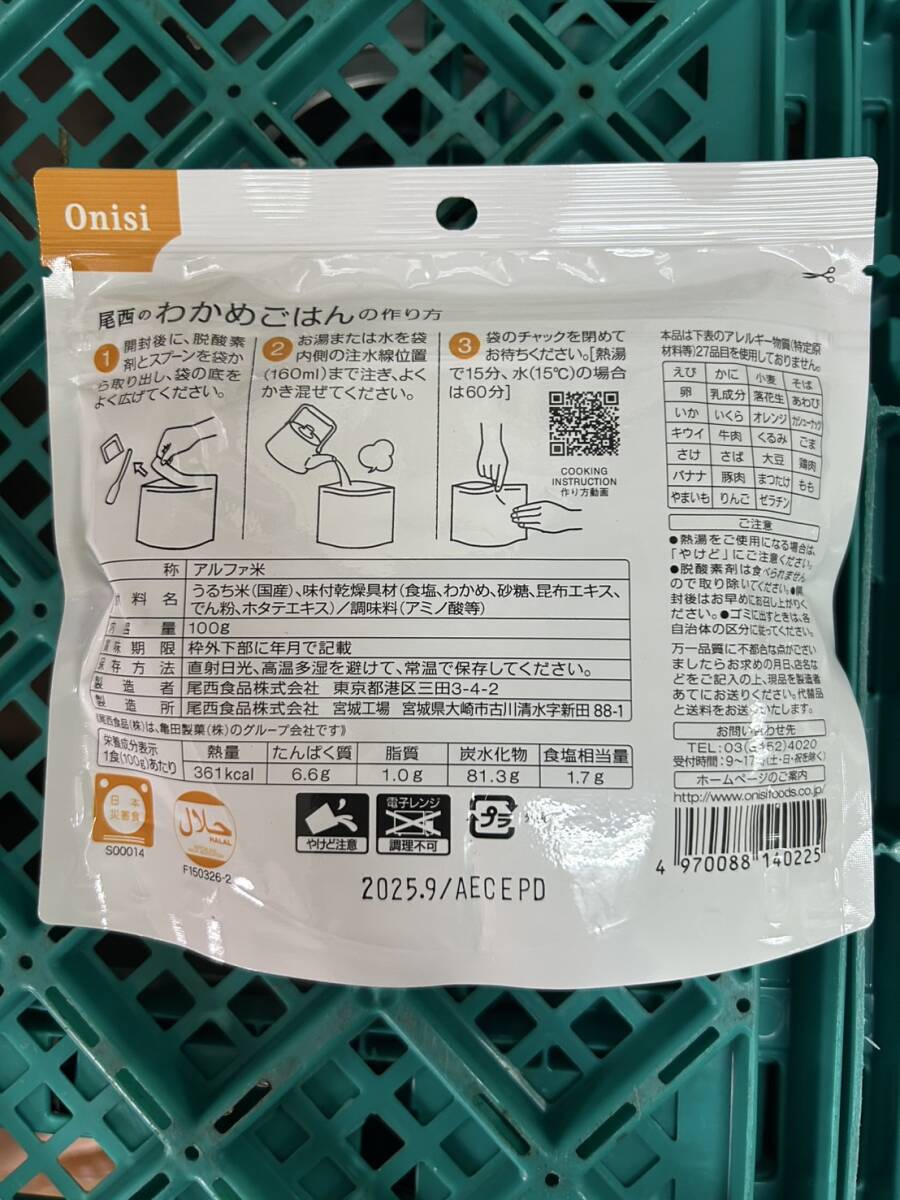 Onisi
尾西のわかめごはんの作り方
1 開封後に、脱酸素
剤とスプーンを袋か
ら取り出し、袋の底を
よく広げてください。
2 お湯または水を袋
内側の注水線位置
(160ml)まで注ぎ、よく
かき混ぜてください。
3 袋のチャックを閉めて
お待ちください。[熱湯
で15分、水(15℃)の場合
は60分]
COOKING
INSTRUCTION
作り方動画
本品は下表のアレルギー物質(特定原
材料等)27品目を使用しておりません。
えび かに 小麦 そば
卵 乳成分 落花生 あわび
いか いくら オレンジ カシューナッツ
キウイ 牛肉 くるみ ごま
さけ さば 大豆 鶏肉
バナナ 豚肉 まつたけ もも
やまいも りんご ゼラチン
ご注意
●熱湯をご使用になる場合は、
「やけど」にご注意ください。
●脱酸素剤は食べられません
ので取り除いてください。●開
封後はお早めにお召し上がりく
ださい。●ゴミに出すときは、各
自治体の区分に従ってください。
万一品質に不都合な点がござい
ましたらお求めの月日、店名な
どをご記入の上、現品を製造者
あてにお送りください。代替品
と送料をお送りいたします。
お問い合わせ先
TEL:03(3452)4020
受付時間:9~17時(土・日・祝を除く)
ホームページのご案内
http://www.onisifoods.co.jp/
4 970088 140225
称 アルファ米
材料名 うるち米(国産)、味付乾燥具材(食塩、わかめ、砂糖、昆布エキス、
でん粉、ホタテエキス)/調味料(アミノ酸等)
内容量 100g
賞味期限 枠外下部に年月で記載
保存方法 直射日光、高温多湿を避けて、常温で保存してください。
製造者 尾西食品株式会社 東京都港区三田3-4-2
製造所 尾西食品株式会社 宮城工場 宮城県大崎市古川清水字新田88-1
《尾西食品(株)は、亀田製菓(株)のグループ会社です》
栄養成分表示
1食(100g)あたり
熱量 たんぱく質 脂質 炭水化物 食塩相当量
361kcal 6.6g 1.0g 81.3g 1.7g
日本
災害食
S00014
حلال
HALAL
F150326-2
やけど注意
電子レンジ
調理不可
プラ
2025.9/AECEPD